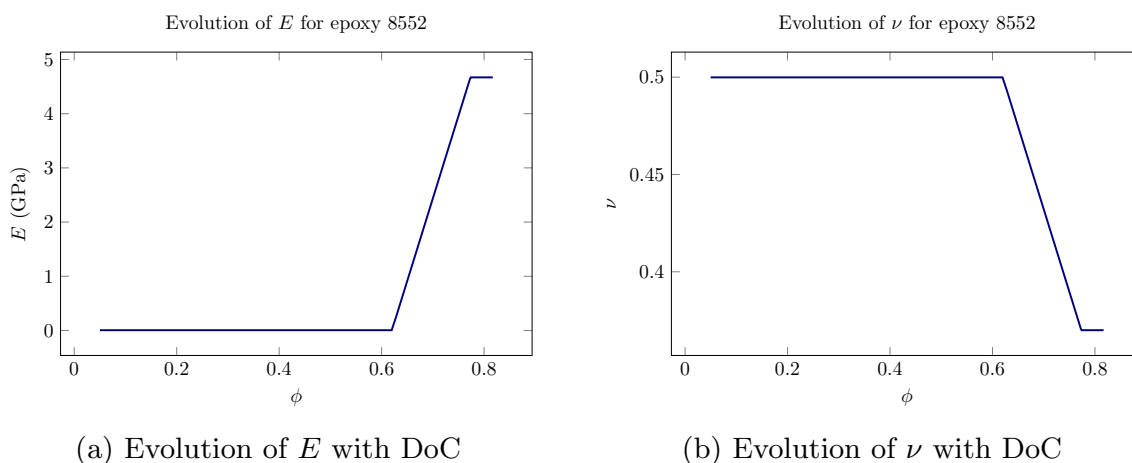 Evolution of E for epoxy 8552
5
4
3
2
1
0
E (GPa)
0 0.2 0.4 0.6 0.8
ϕ
(a) Evolution of E with DoC
Evolution of ν for epoxy 8552
0.5
0.45
0.4
ν
0 0.2 0.4 0.6 0.8
ϕ
(b) Evolution of ν with DoC